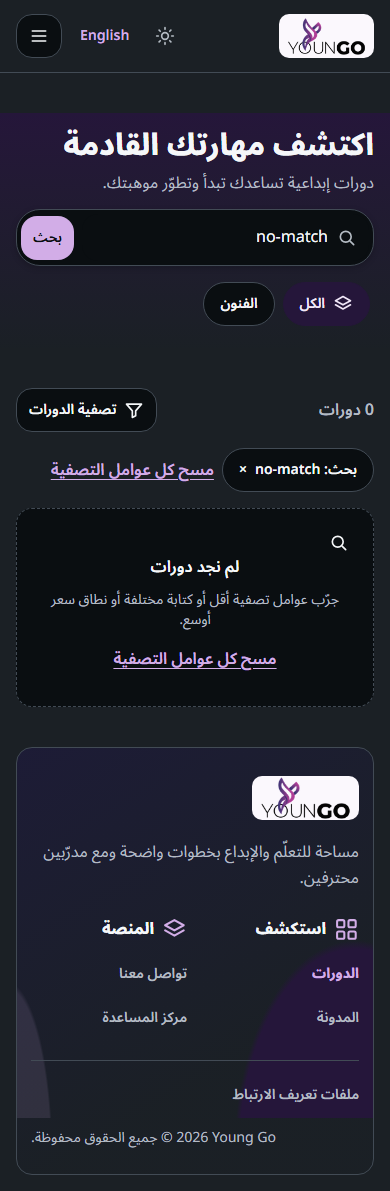 YOUNGO
English
اكتشف مهارتك القادمة
دورات إبداعية تساعدك تبدأ وتطوّر موهبتك.
no-match
بحث
الكل
الفنون
0 دورات
تصفية الدورات
بحث: no-match ×
مسح كل عوامل التصفية
لم نجد دورات
جرّب عوامل تصفية أقل أو كتابة مختلفة أو نطاق سعر
أوسع.
مسح كل عوامل التصفية
YOUNGO
مساحة للتعلّم والإبداع بخطوات واضحة ومع مدرّبين
محترفين.
استكشف
الدورات
المدونة
المنصة
تواصل معنا
مركز المساعدة
ملفات تعريف الارتباط
Young Go 2026 © جميع الحقوق محفوظة.